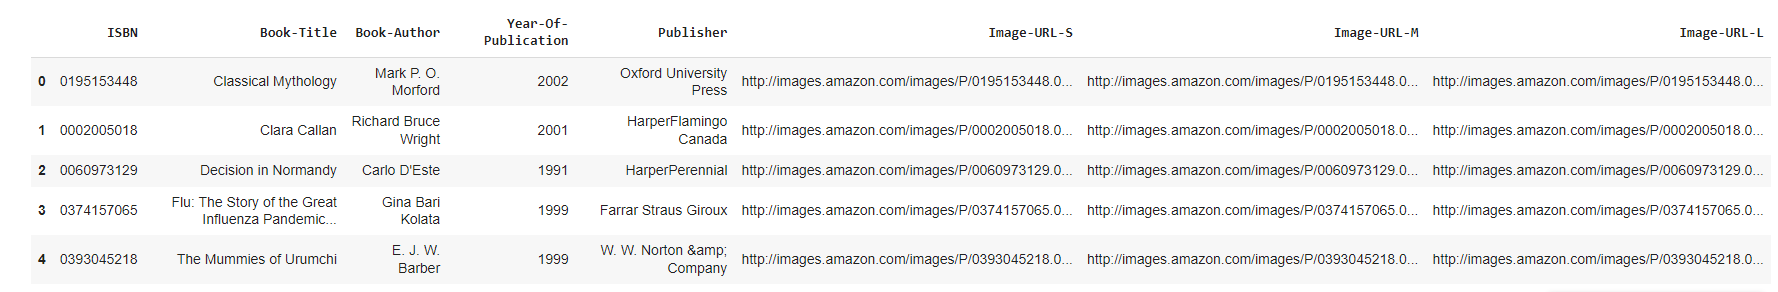 ISBN Book-Title Book-Author Year-Of-Publication Publisher Image-URL-S Image-URL-M Image-URL-L
0 0195153448 Classical Mythology Mark P. O. Morford 2002 Oxford University Press http://images.amazon.com/images/P/0195153448.0... http://images.amazon.com/images/P/0195153448.0... http://images.amazon.com/images/P/0195153448.0...
1 0002005018 Clara Callan Richard Bruce Wright 2001 HarperFlamingo Canada http://images.amazon.com/images/P/0002005018.0... http://images.amazon.com/images/P/0002005018.0... http://images.amazon.com/images/P/0002005018.0...
2 0060973129 Decision in Normandy Carlo D'Este 1991 HarperPerennial http://images.amazon.com/images/P/0060973129.0... http://images.amazon.com/images/P/0060973129.0... http://images.amazon.com/images/P/0060973129.0...
3 0374157065 Flu: The Story of the Great Influenza Pandemic... Gina Bari Kolata 1999 Farrar Straus Giroux http://images.amazon.com/images/P/0374157065.0... http://images.amazon.com/images/P/0374157065.0... http://images.amazon.com/images/P/0374157065.0...
4 0393045218 The Mummies of Urumchi E. J. W. Barber 1999 W. W. Norton &amp; Company http://images.amazon.com/images/P/0393045218.0... http://images.amazon.com/images/P/0393045218.0... http://images.amazon.com/images/P/0393045218.0...